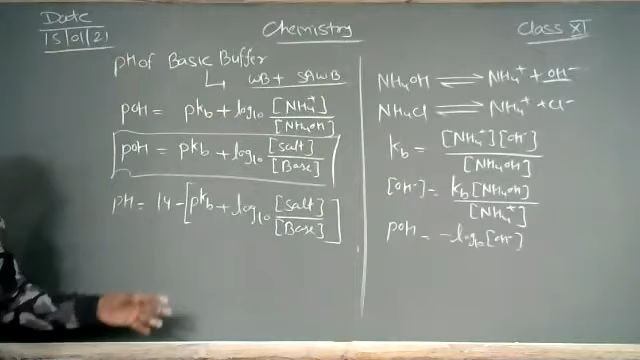 Date
15/01/21
Chemistry
Class XI
pH of Basic Buffer
↳ WB + SAWB
pOH = pKb + log10 [NH4+]/[NH4OH]
pOH = pKb + log10 [Salt]/[Base]
pH = 14 - [pKb + log10 [Salt]/[Base]]
NH4OH ⇌ NH4+ + OH-
NH4Cl ⇌ NH4+ + Cl-
Kb = [NH4+][OH-]/[NH4OH]
[OH-] = Kb[NH4OH]/[NH4+]
pOH = -log10[OH-]